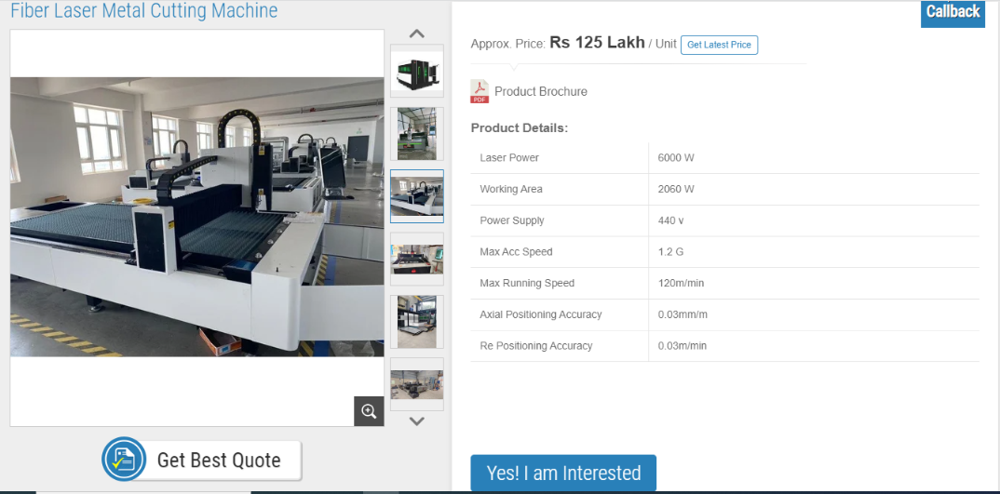 Fiber Laser Metal Cutting Machine
Callback
Approx. Price: Rs 125 Lakh / Unit Get Latest Price
PDF Product Brochure
Product Details:
Laser Power 6000 W
Working Area 2060 W
Power Supply 440 v
Max Acc Speed 1.2 G
Max Running Speed 120m/min
Axial Positioning Accuracy 0.03mm/m
Re Positioning Accuracy 0.03m/min
Get Best Quote
Yes! I am Interested